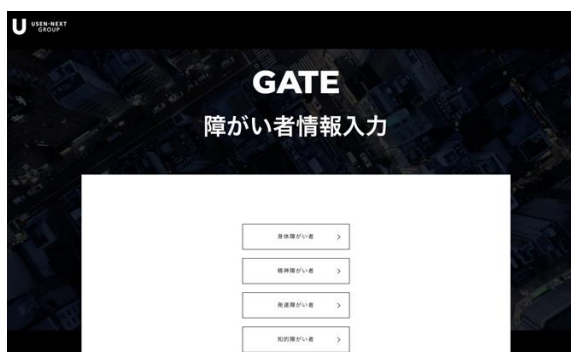 U USEN-NEXT
GROUP
GATE
障がい者情報入力
身体障がい者
精神障がい者
発達障がい者
知的障がい者